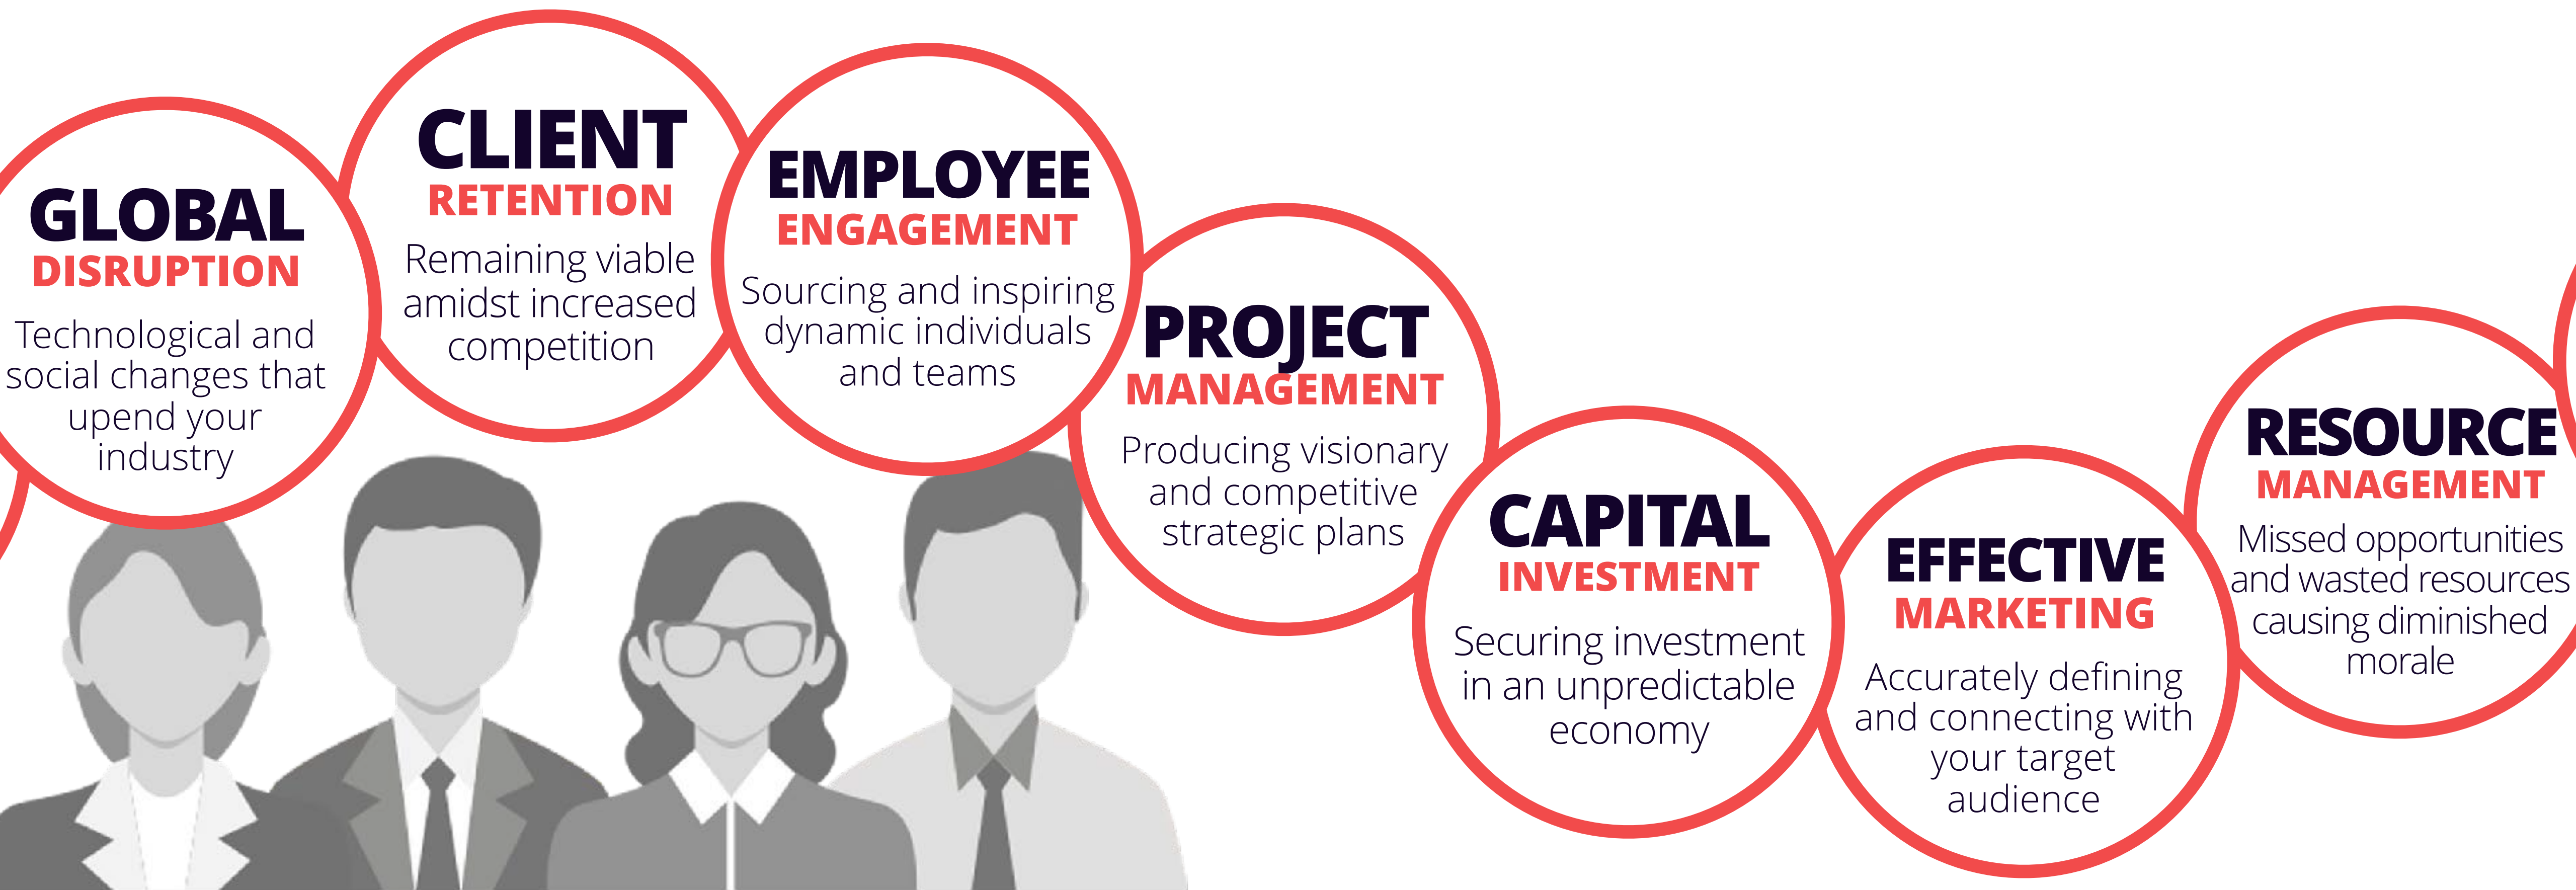 GLOBAL
DISRUPTION
Technological and
social changes that
upend your
industry
CLIENT
RETENTION
Remaining viable
amidst increased
competition
EMPLOYEE
ENGAGEMENT
Sourcing and inspiring
dynamic individuals
and teams
PROJECT
MANAGEMENT
Producing visionary
and competitive
strategic plans
CAPITAL
INVESTMENT
Securing investment
in an unpredictable
economy
EFFECTIVE
MARKETING
Accurately defining
and connecting with
your target
audience
RESOURCE
MANAGEMENT
Missed opportunities
and wasted resources
causing diminished
morale